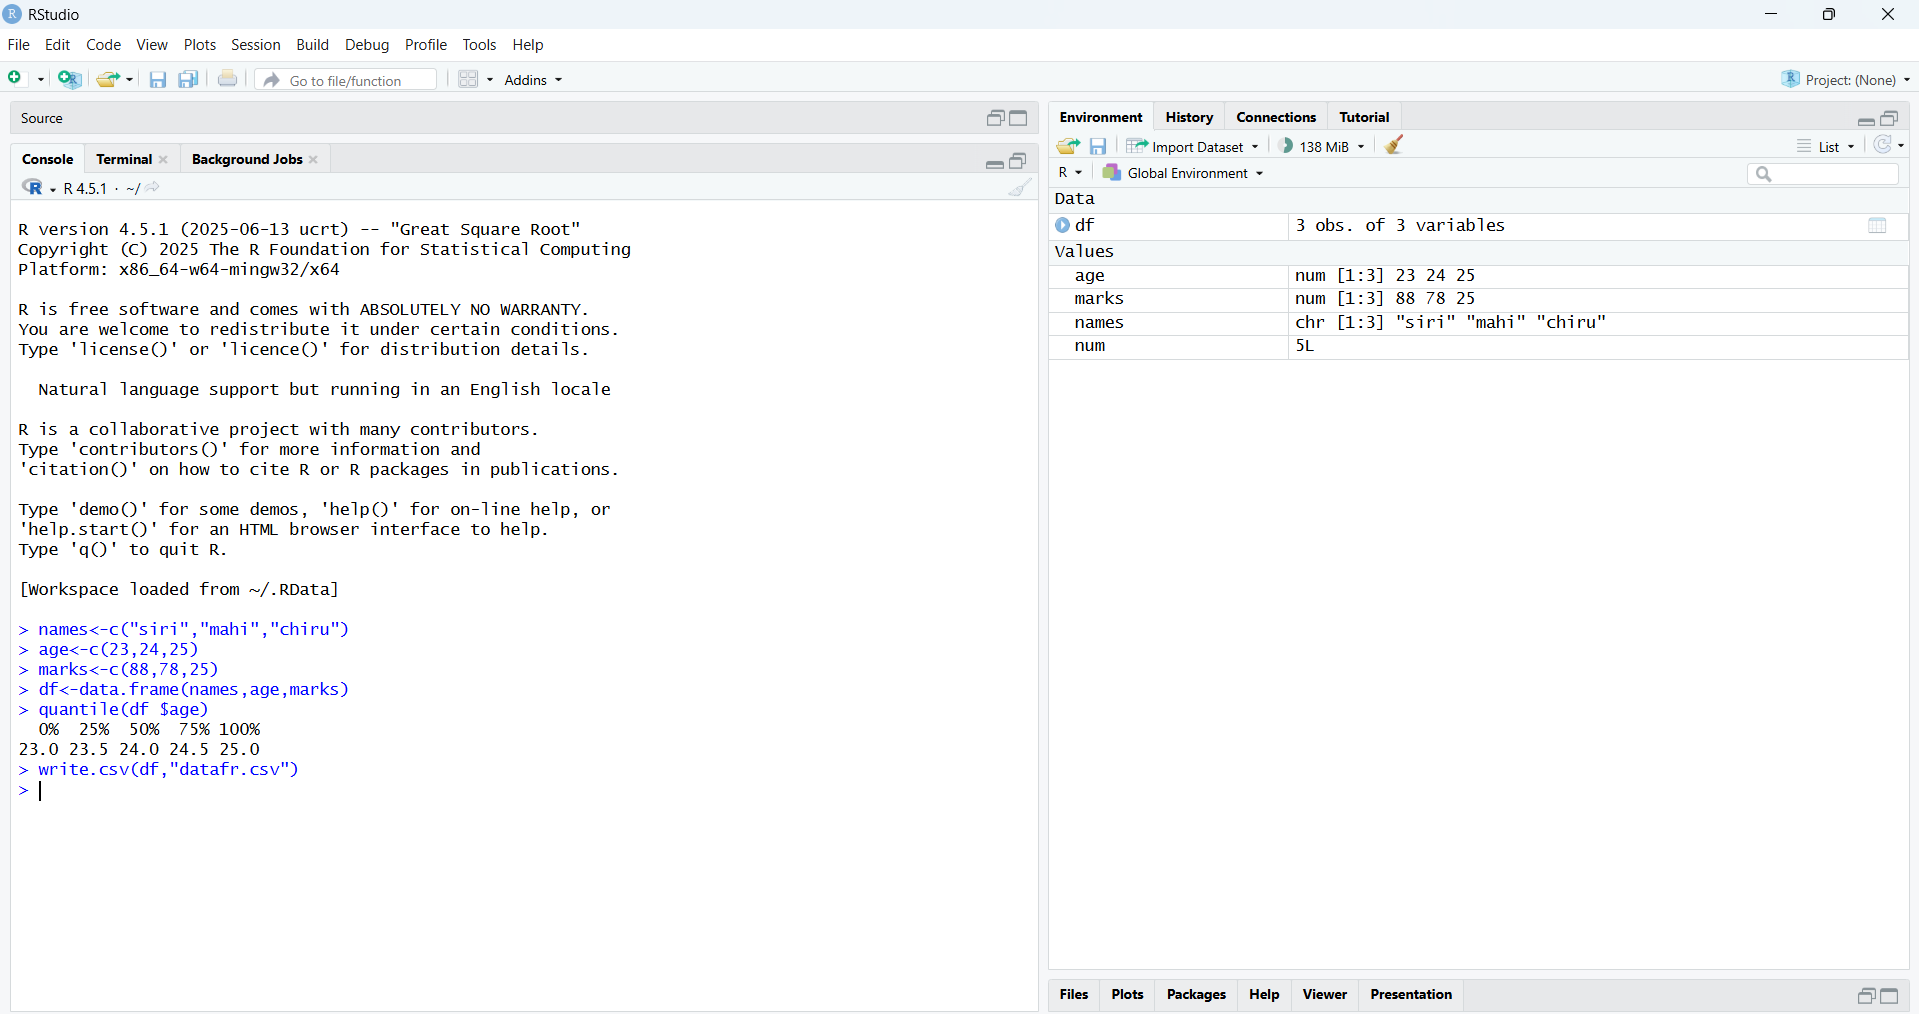 RStudio
File Edit Code View Plots Session Build Debug Profile Tools Help
Go to file/function Addins Project: (None)
Source
Console Terminal Background Jobs
R 4.5.1 · ~/
R version 4.5.1 (2025-06-13 ucrt) -- "Great Square Root"
Copyright (C) 2025 The R Foundation for Statistical Computing
Platform: x86_64-w64-mingw32/x64
R is free software and comes with ABSOLUTELY NO WARRANTY.
You are welcome to redistribute it under certain conditions.
Type 'license()' or 'licence()' for distribution details.
Natural language support but running in an English locale
R is a collaborative project with many contributors.
Type 'contributors()' for more information and
'citation()' on how to cite R or R packages in publications.
Type 'demo()' for some demos, 'help()' for on-line help, or
'help.start()' for an HTML browser interface to help.
Type 'q()' to quit R.
[Workspace loaded from ~/.RData]
> names<-c("siri","mahi","chiru")
> age<-c(23,24,25)
> marks<-c(88,78,25)
> df<-data.frame(names,age,marks)
> quantile(df $age)
0% 25% 50% 75% 100%
23.0 23.5 24.0 24.5 25.0
> write.csv(df,"datafr.csv")
>
Environment History Connections Tutorial
Import Dataset 138 MiB List
R Global Environment
Data
df 3 obs. of 3 variables
Values
age num [1:3] 23 24 25
marks num [1:3] 88 78 25
names chr [1:3] "siri" "mahi" "chiru"
num 5L
Files Plots Packages Help Viewer Presentation